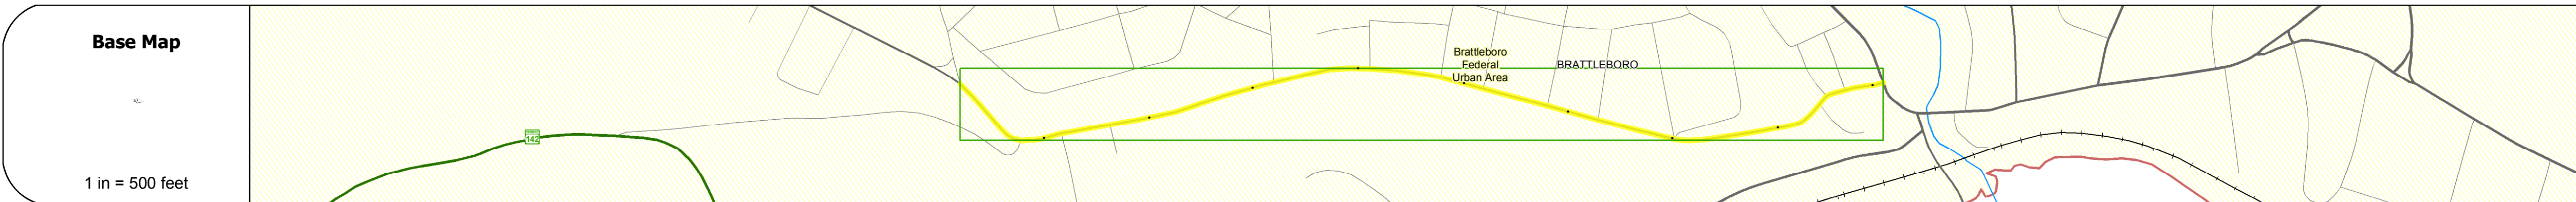 Base Map
1 in = 500 feet
142
Brattleboro
Federal
Urban Area
BRATTLEBORO